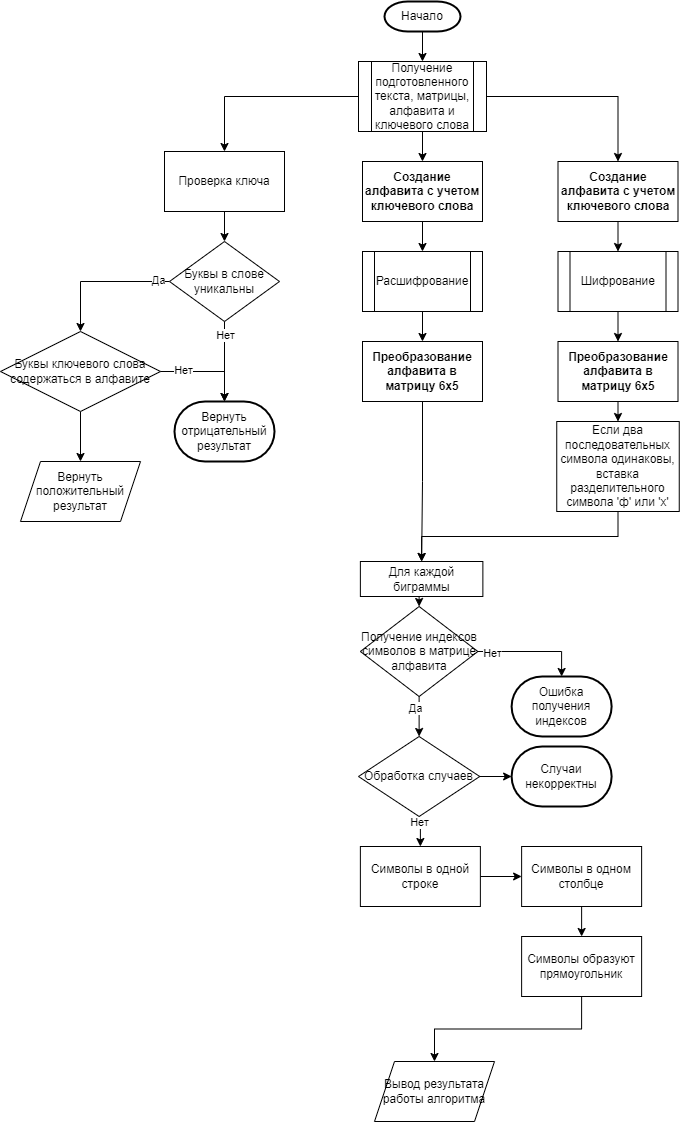 Начало
Получение
подготовленного
текста, матрицы,
алфавита и
ключевого слова
Проверка ключа
Создание
алфавита с учетом
ключевого слова
Создание
алфавита с учетом
ключевого слова
Буквы в слове
уникальны
Да
Нет
Расшифрование
Шифрование
Буквы ключевого слова
содержаться в алфавите
Нет
Преобразование
алфавита в
матрицу 6x5
Преобразование
алфавита в
матрицу 6x5
Вернуть
отрицательный
результат
Если два
последовательных
символа одинаковы,
вставка
разделительного
символа 'ф' или 'х'
Вернуть
положительный
результат
Для каждой
биграммы
Получение индексов
символов в матрице
алфавита
Нет
Да
Ошибка
получения
индексов
Обработка случаев
Случаи
некорректны
Нет
Символы в одной
строке
Символы в одном
столбце
Символы образуют
прямоугольник
Вывод результата
работы алгоритма